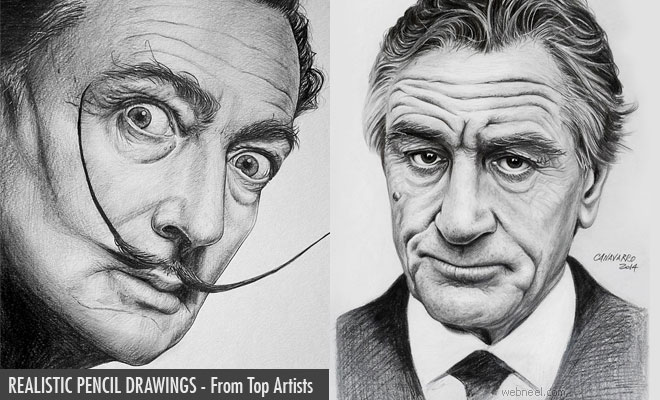 CANAVARRO
2014
REALISTIC PENCIL DRAWINGS - From Top Artists
webneel.com